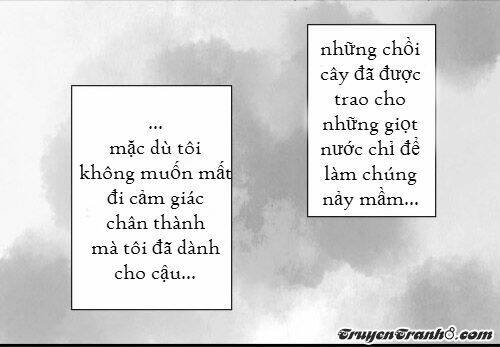 những chồi
cây đã được
trao cho
những giọt
nước chỉ để
làm chúng
nảy mầm...
...
mặc dù tôi
không muốn mất
đi cảm giác
chân thành
mà tôi đã dành
cho cậu...
TruyenTranh8.com